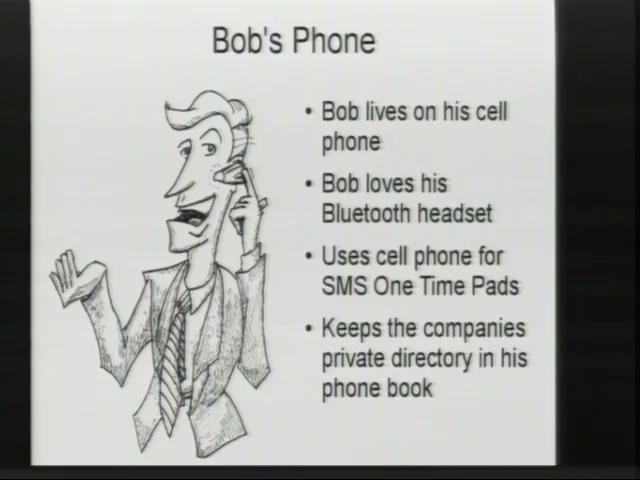 Bob's Phone
• Bob lives on his cell
phone
• Bob loves his
Bluetooth headset
• Uses cell phone for
SMS One Time Pads
• Keeps the companies
private directory in his
phone book